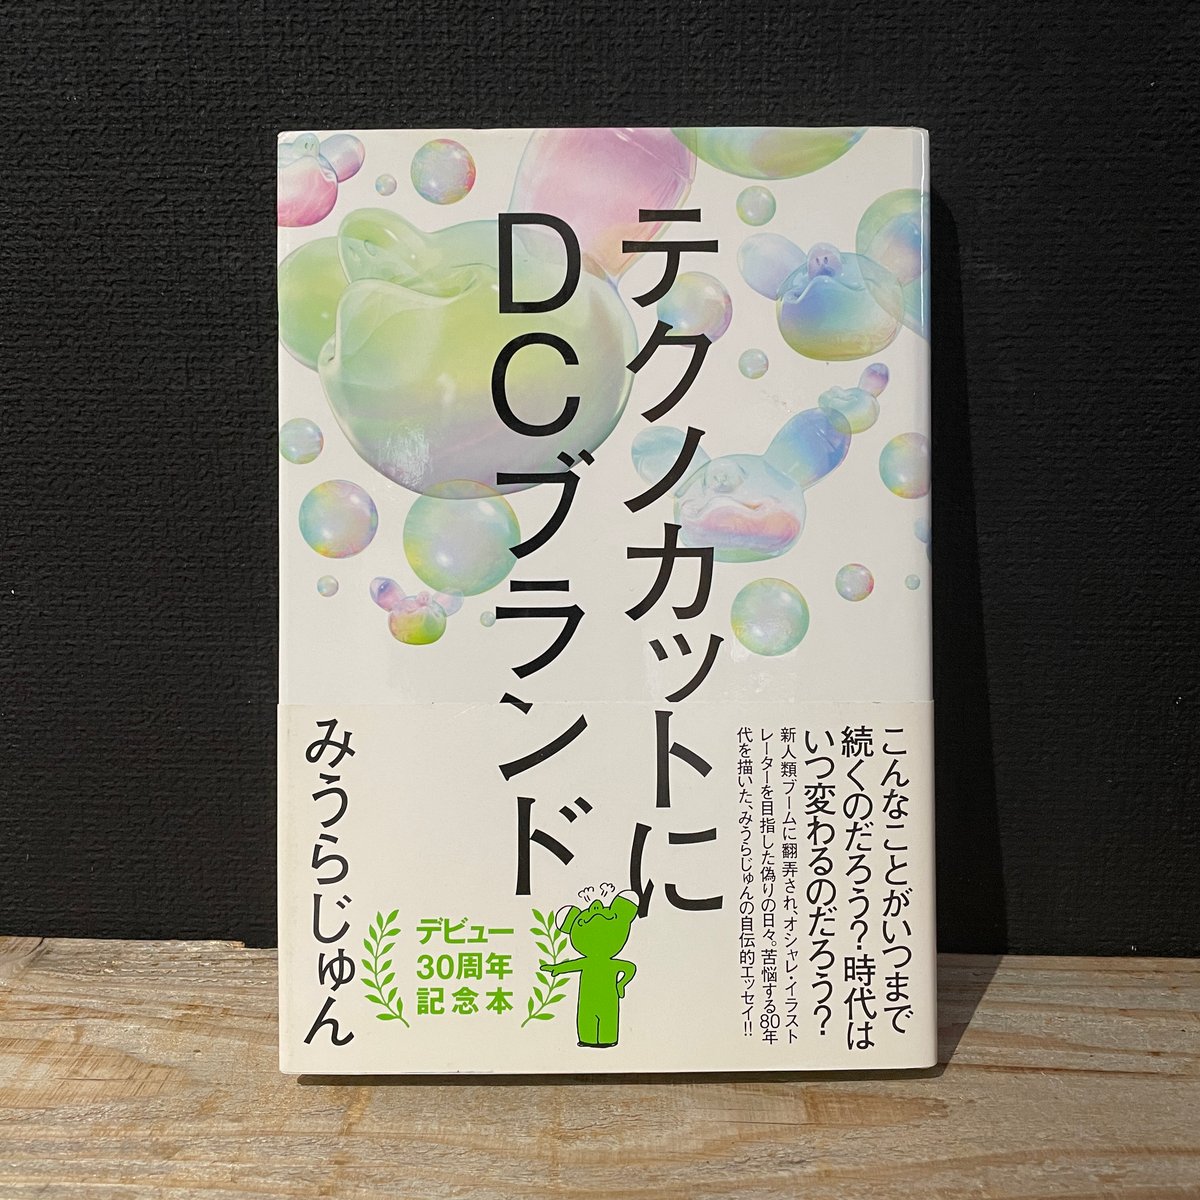 テクノカットに
DCブランド
こんなことがいつまで
続くのだろう？時代は
いつ変わるのだろう？
新人類ブームに翻弄され、オシャレ・イラスト
レーターを目指した偽りの日々。苦悩する80年
代を描いた、みうらじゅんの自伝的エッセイ!!
デビュー
30周年
記念本
みうらじゅん